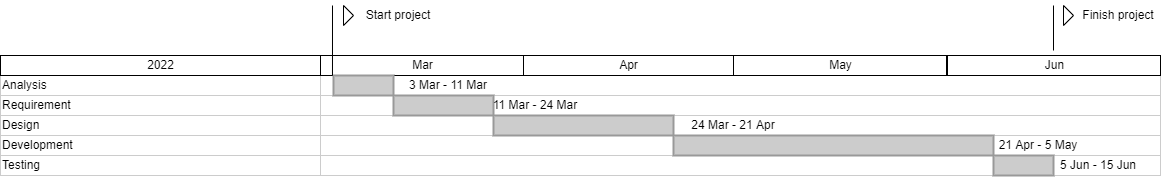 Start project
Finish project
2022 Mar Apr May Jun
Analysis 3 Mar - 11 Mar
Requirement 11 Mar - 24 Mar
Design 24 Mar - 21 Apr
Development 21 Apr - 5 May
Testing 5 Jun - 15 Jun